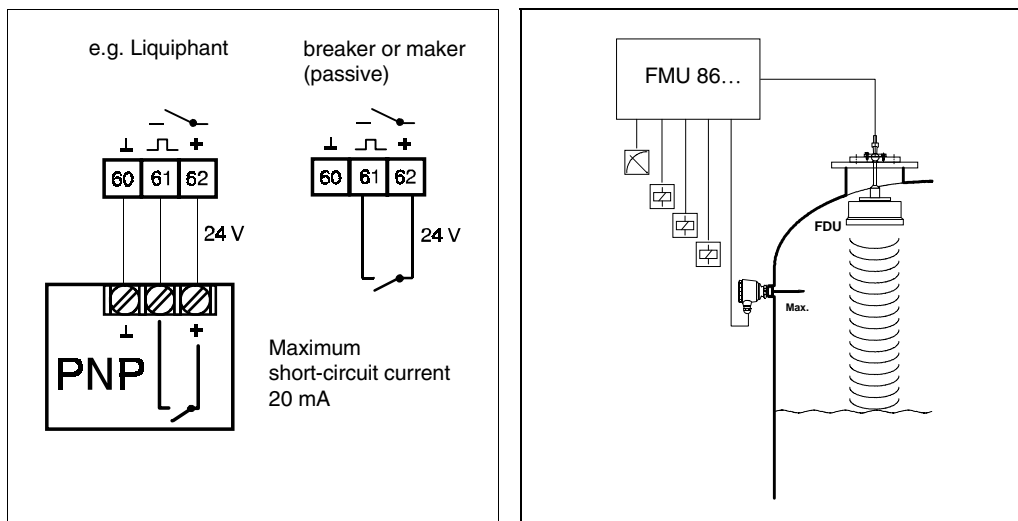 e.g. Liquiphant
breaker or maker
(passive)
+
60 61 62
24 V
+
PNP
+
60 61 62
24 V
Maximum
short-circuit current
20 mA
FMU 86...
FDU
Max.